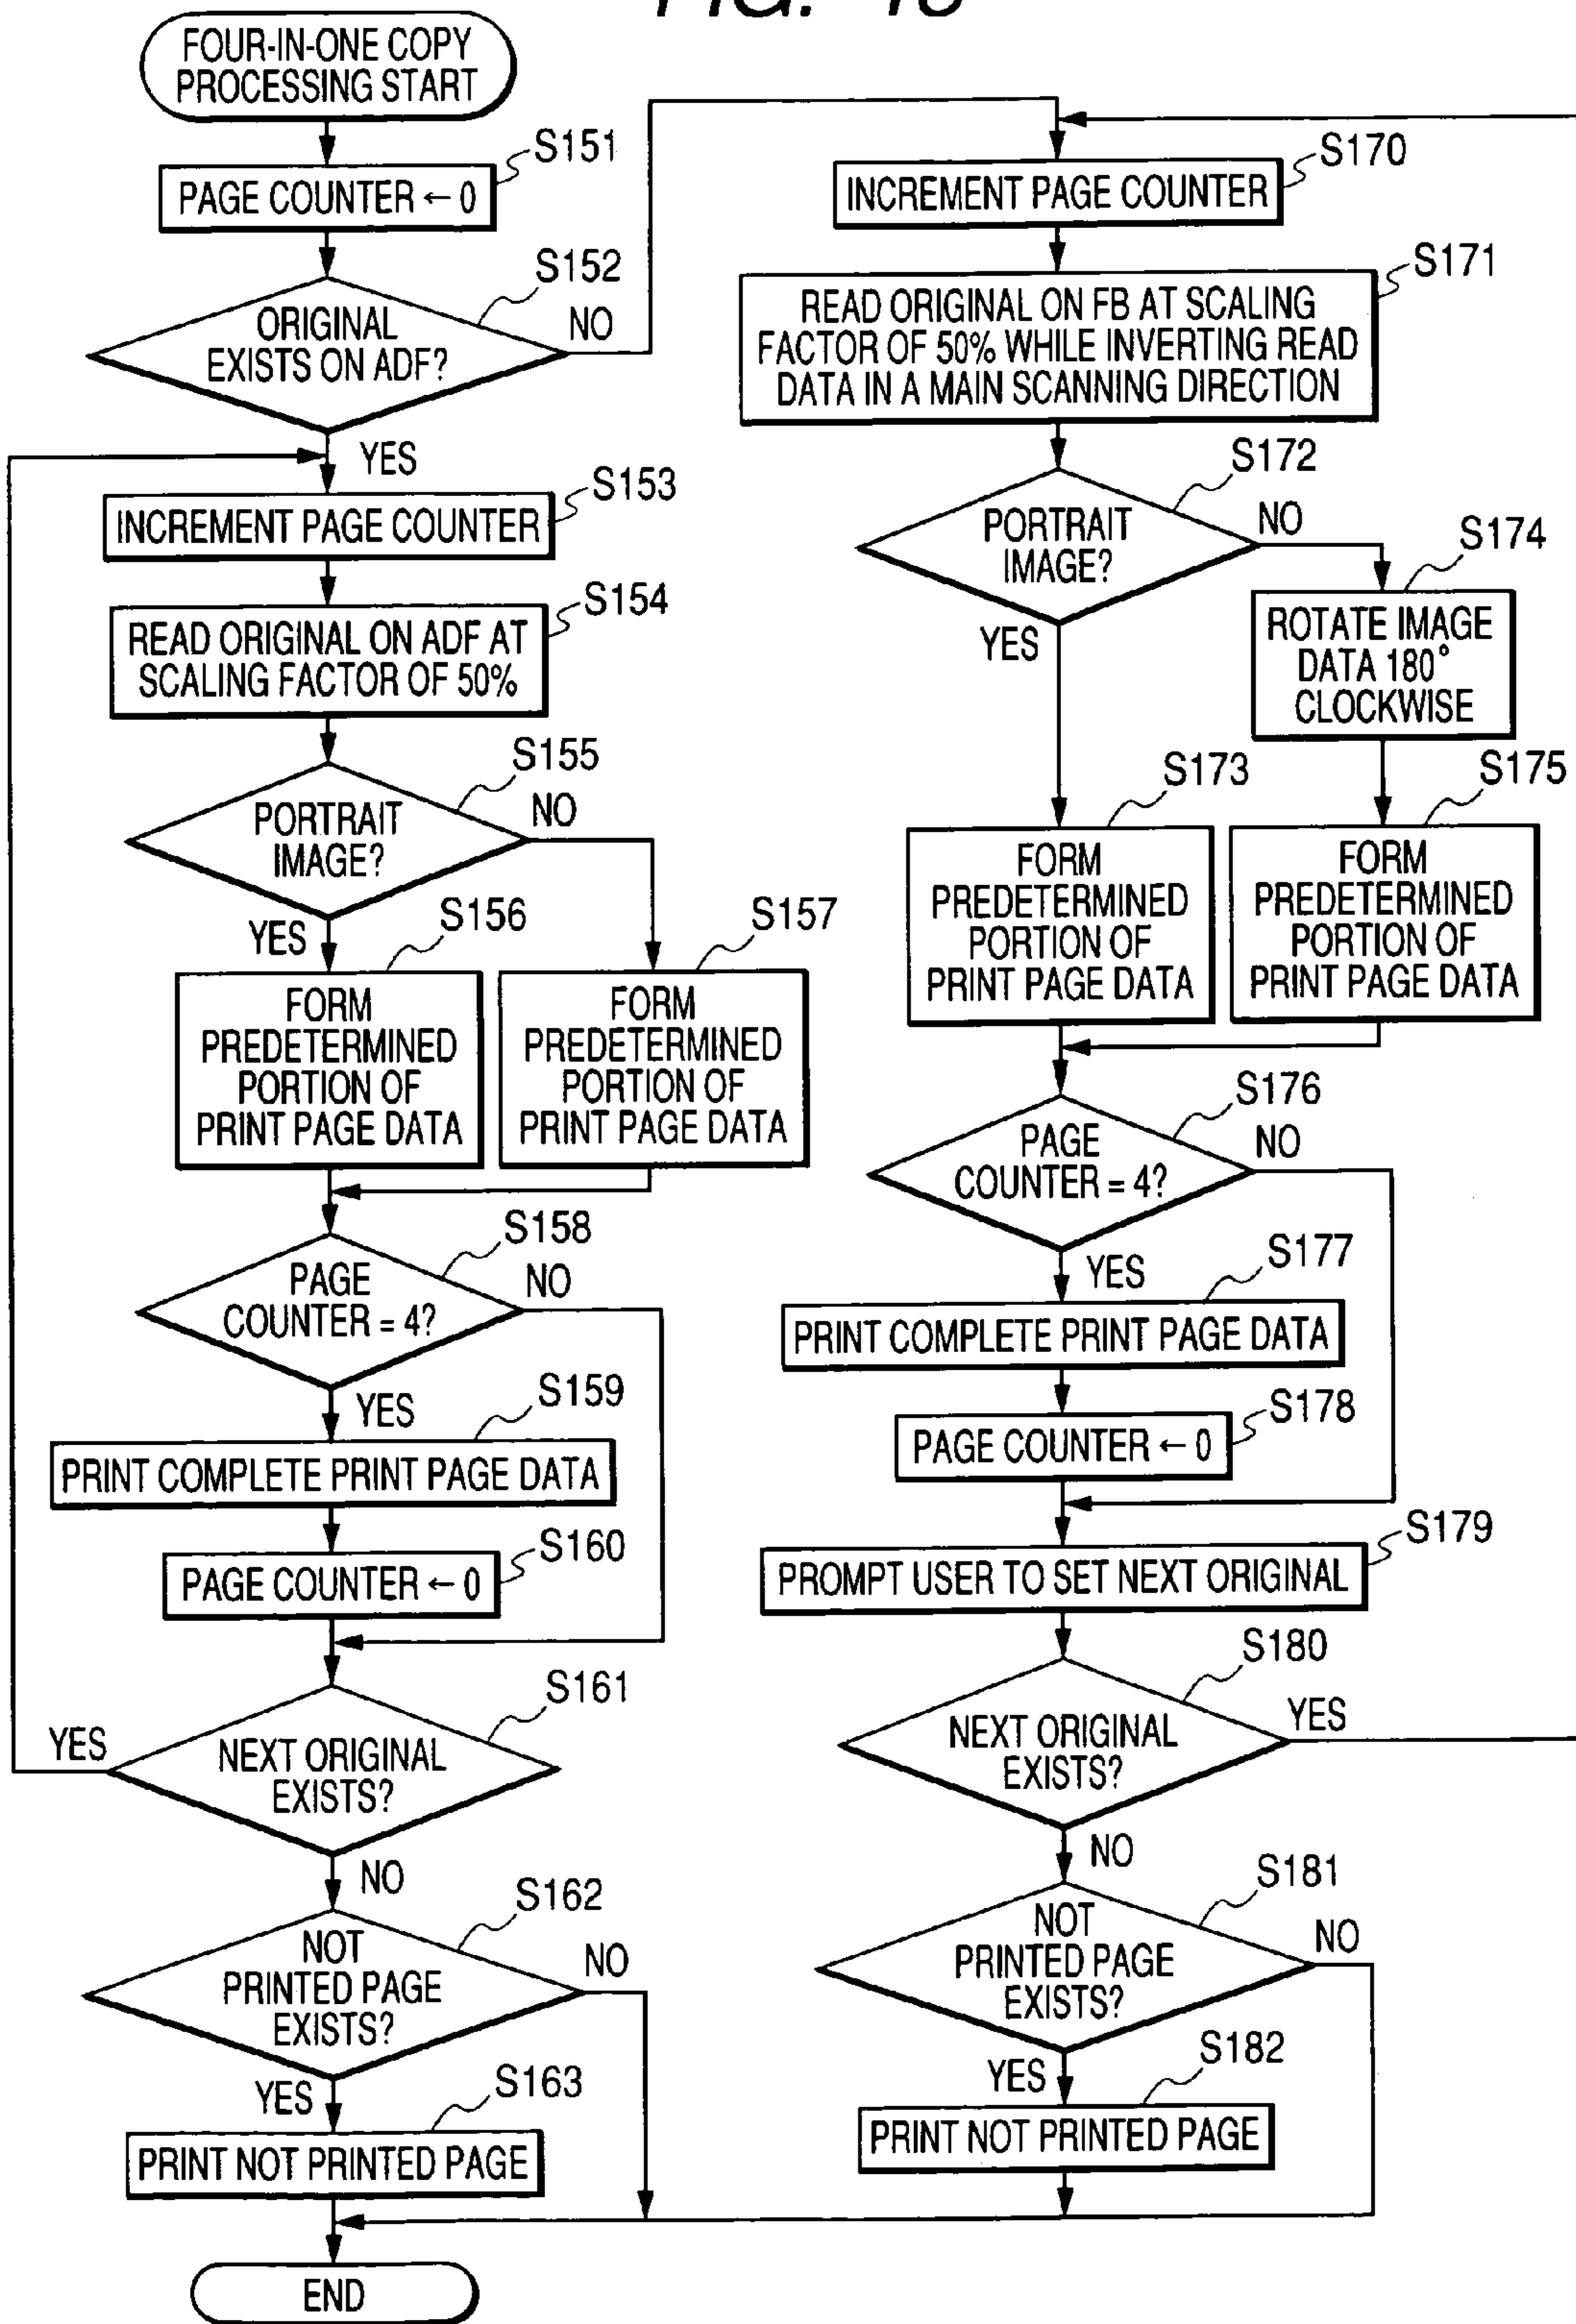 FOUR-IN-ONE COPY
PROCESSING START
S151
PAGE COUNTER ← 0
S152
ORIGINAL
EXISTS ON ADF?
NO
YES
S153
INCREMENT PAGE COUNTER
S154
READ ORIGINAL ON ADF AT
SCALING FACTOR OF 50%
S155
PORTRAIT
IMAGE?
NO
YES
S156
FORM
PREDETERMINED
PORTION OF
PRINT PAGE DATA
S157
FORM
PREDETERMINED
PORTION OF
PRINT PAGE DATA
S158
PAGE
COUNTER = 4?
NO
YES
S159
PRINT COMPLETE PRINT PAGE DATA
S160
PAGE COUNTER ← 0
S161
YES
NEXT ORIGINAL
EXISTS?
NO
S162
NOT
PRINTED PAGE
EXISTS?
NO
YES
S163
PRINT NOT PRINTED PAGE
END
S170
INCREMENT PAGE COUNTER
S171
READ ORIGINAL ON FB AT SCALING
FACTOR OF 50% WHILE INVERTING READ
DATA IN A MAIN SCANNING DIRECTION
S172
PORTRAIT
IMAGE?
NO
YES
S174
ROTATE IMAGE
DATA 180°
CLOCKWISE
S173
FORM
PREDETERMINED
PORTION OF
PRINT PAGE DATA
S175
FORM
PREDETERMINED
PORTION OF
PRINT PAGE DATA
S176
PAGE
COUNTER = 4?
NO
YES
S177
PRINT COMPLETE PRINT PAGE DATA
S178
PAGE COUNTER ← 0
S179
PROMPT USER TO SET NEXT ORIGINAL
S180
NEXT ORIGINAL
EXISTS?
YES
NO
S181
NOT
PRINTED PAGE
EXISTS?
NO
YES
S182
PRINT NOT PRINTED PAGE